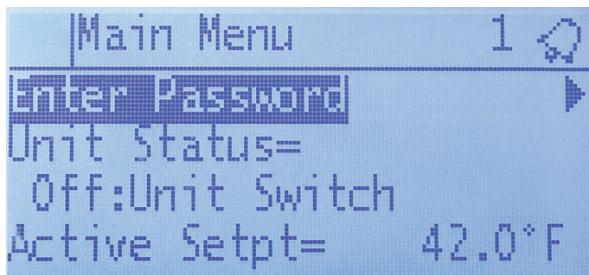 Main Menu 1
Enter Password
Unit Status=
Off:Unit Switch
Active Setpt= 42.0°F